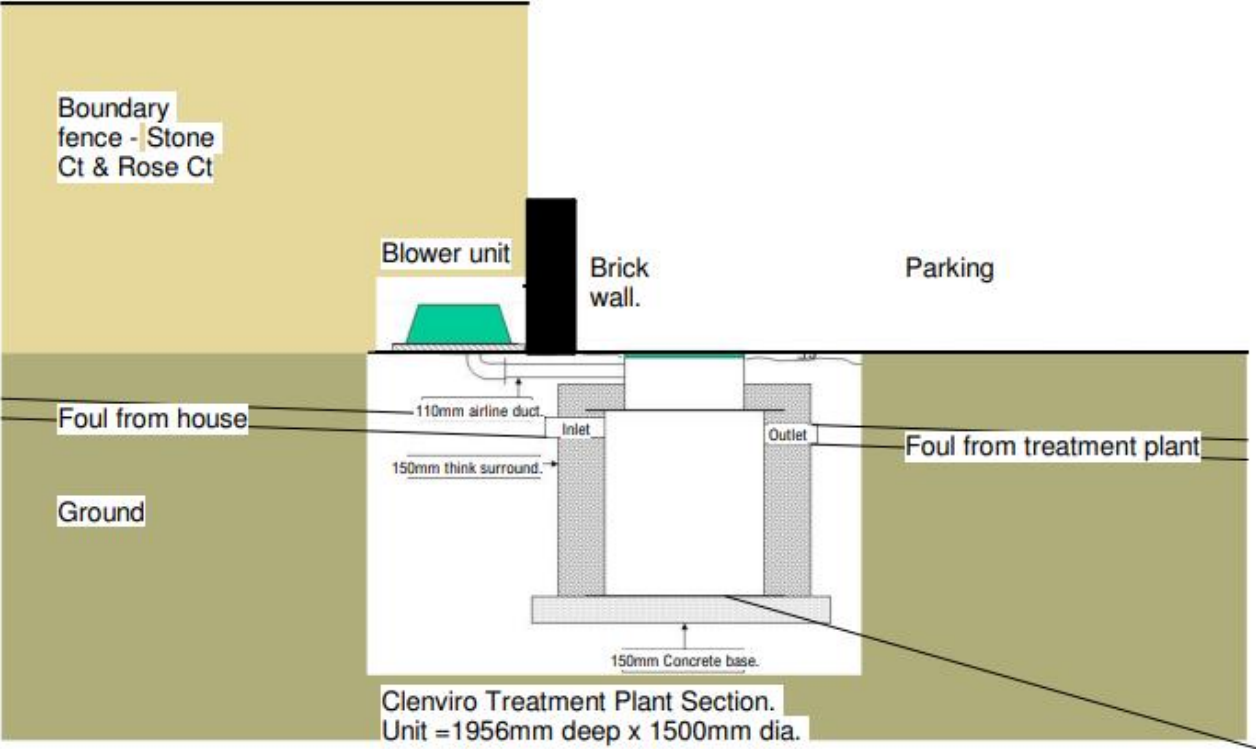 Boundary
fence - Stone
Ct & Rose Ct
Blower unit
Brick
wall.
Parking
110mm airline duct.
Foul from house
Inlet
Outlet
Foul from treatment plant
150mm think surround.
Ground
150mm Concrete base.
Clenviro Treatment Plant Section.
Unit =1956mm deep x 1500mm dia.